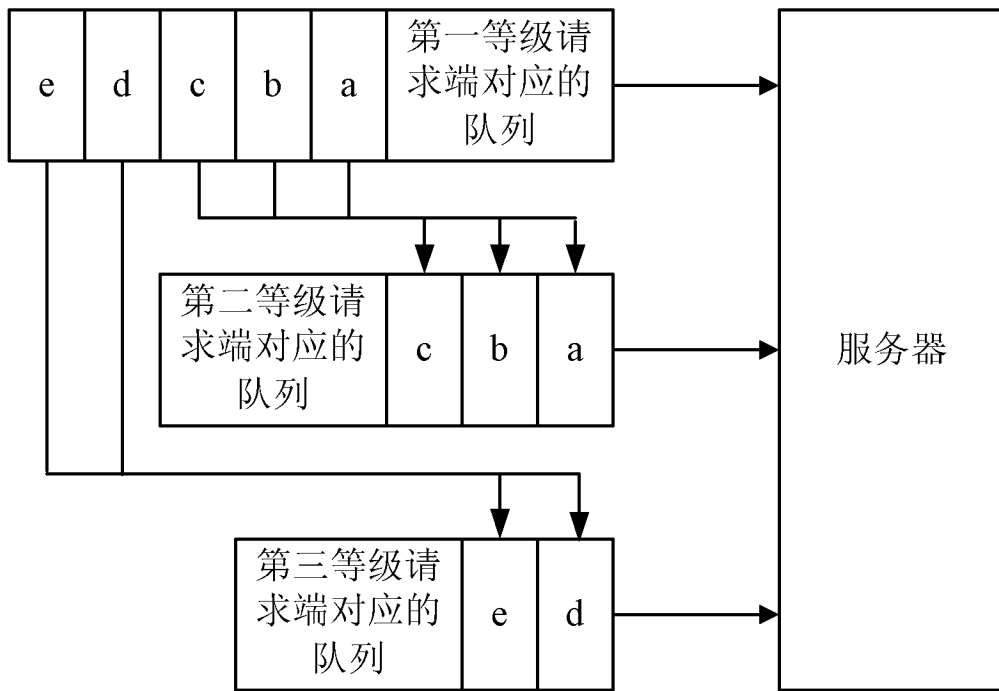 e d c b a 第一等级请
求端对应的
队列
第二等级请
求端对应的
队列
c b a
服务器
第三等级请
求端对应的
队列
e d